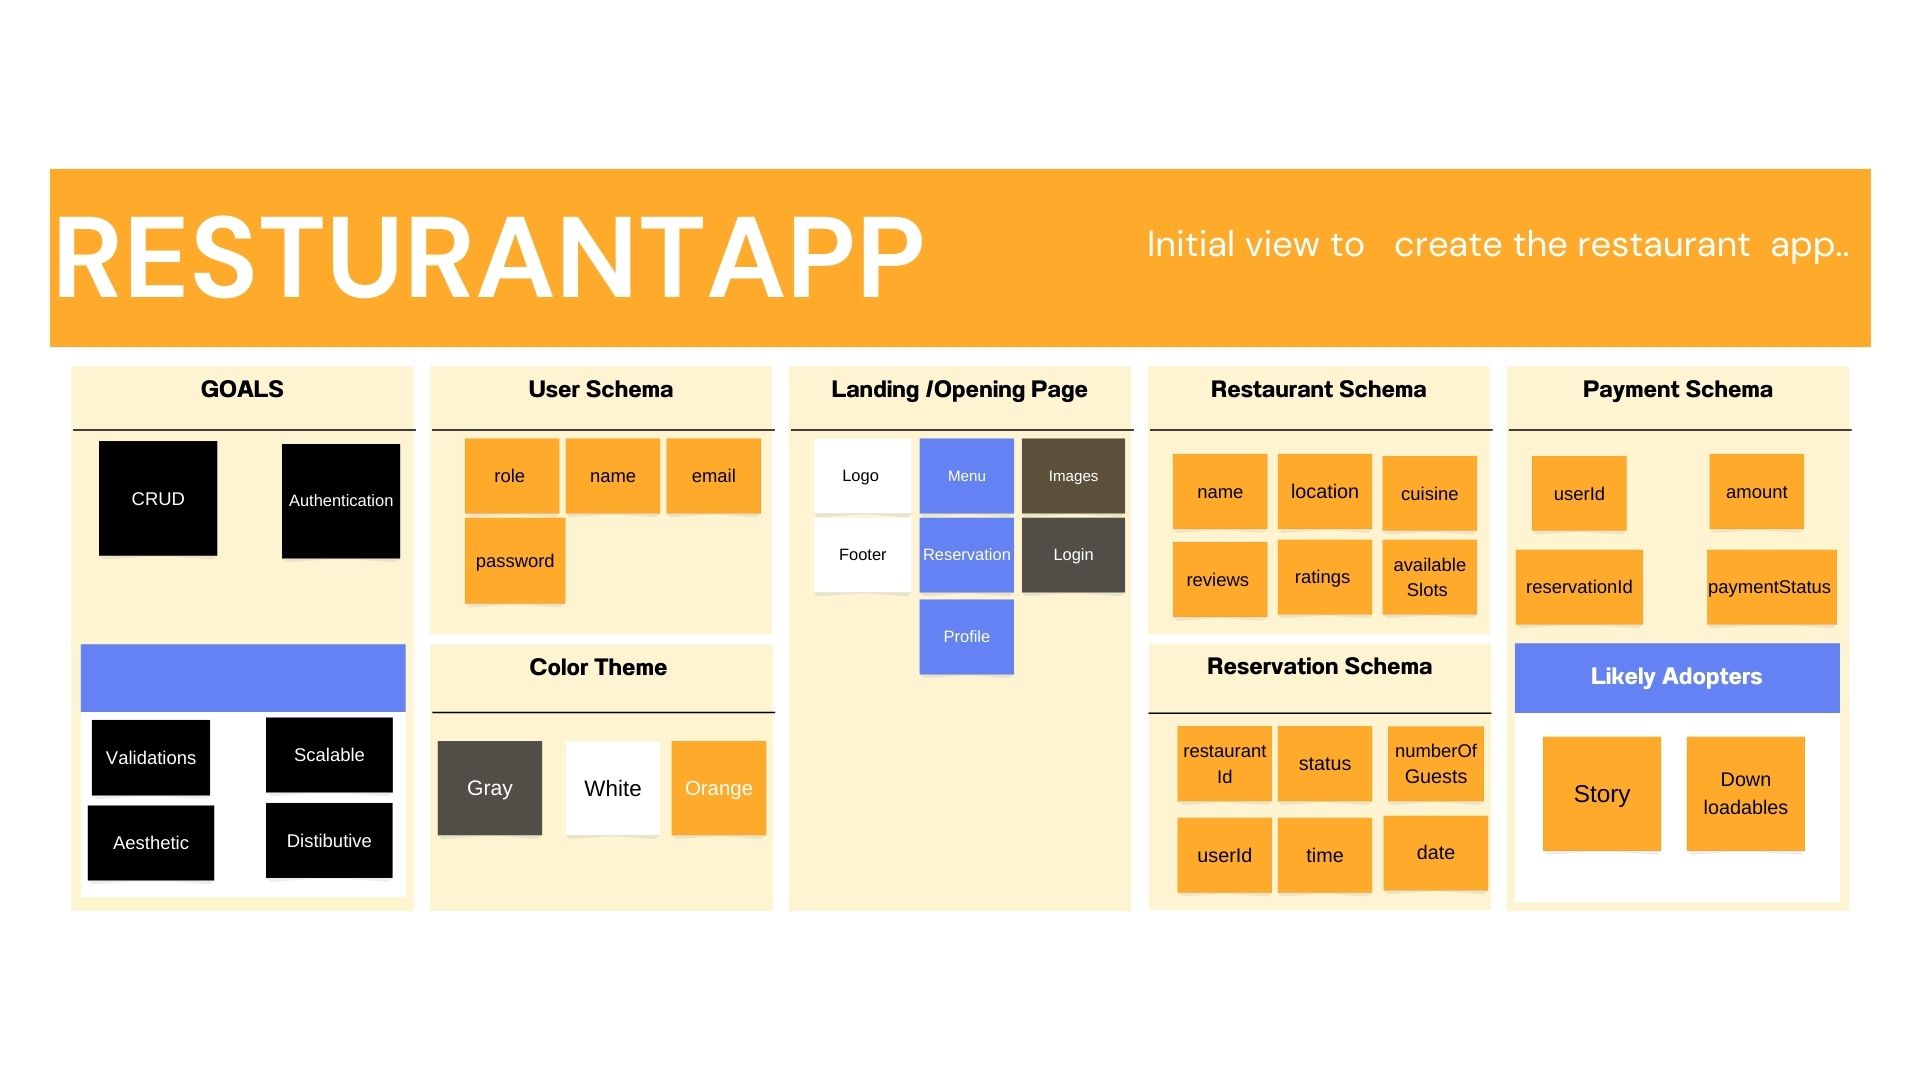 RESTURANTAPP
Initial view to   create the restaurant  app..
GOALS
CRUD
Authentication
Validations
Scalable
Aesthetic
Distibutive
User Schema
role
name
email
password
Color Theme
Gray
White
Orange
Landing /Opening Page
Logo
Menu
Images
Footer
Reservation
Login
Profile
Restaurant Schema
name
location
cuisine
reviews
ratings
available
Slots
Reservation Schema
restaurant
Id
status
numberOf
Guests
userId
time
date
Payment Schema
userId
amount
reservationId
paymentStatus
Likely Adopters
Story
Down
loadables